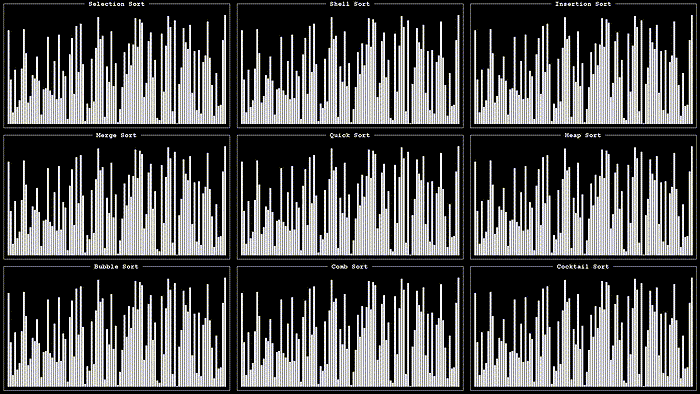 Selection Sort
Shell Sort
Insertion Sort
Merge Sort
Quick Sort
Heap Sort
Bubble Sort
Comb Sort
Cocktail Sort